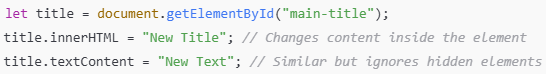 let title = document.getElementById("main-title");
title.innerHTML = "New Title"; // Changes content inside the element
title.textContent = "New Text"; // Similar but ignores hidden elements